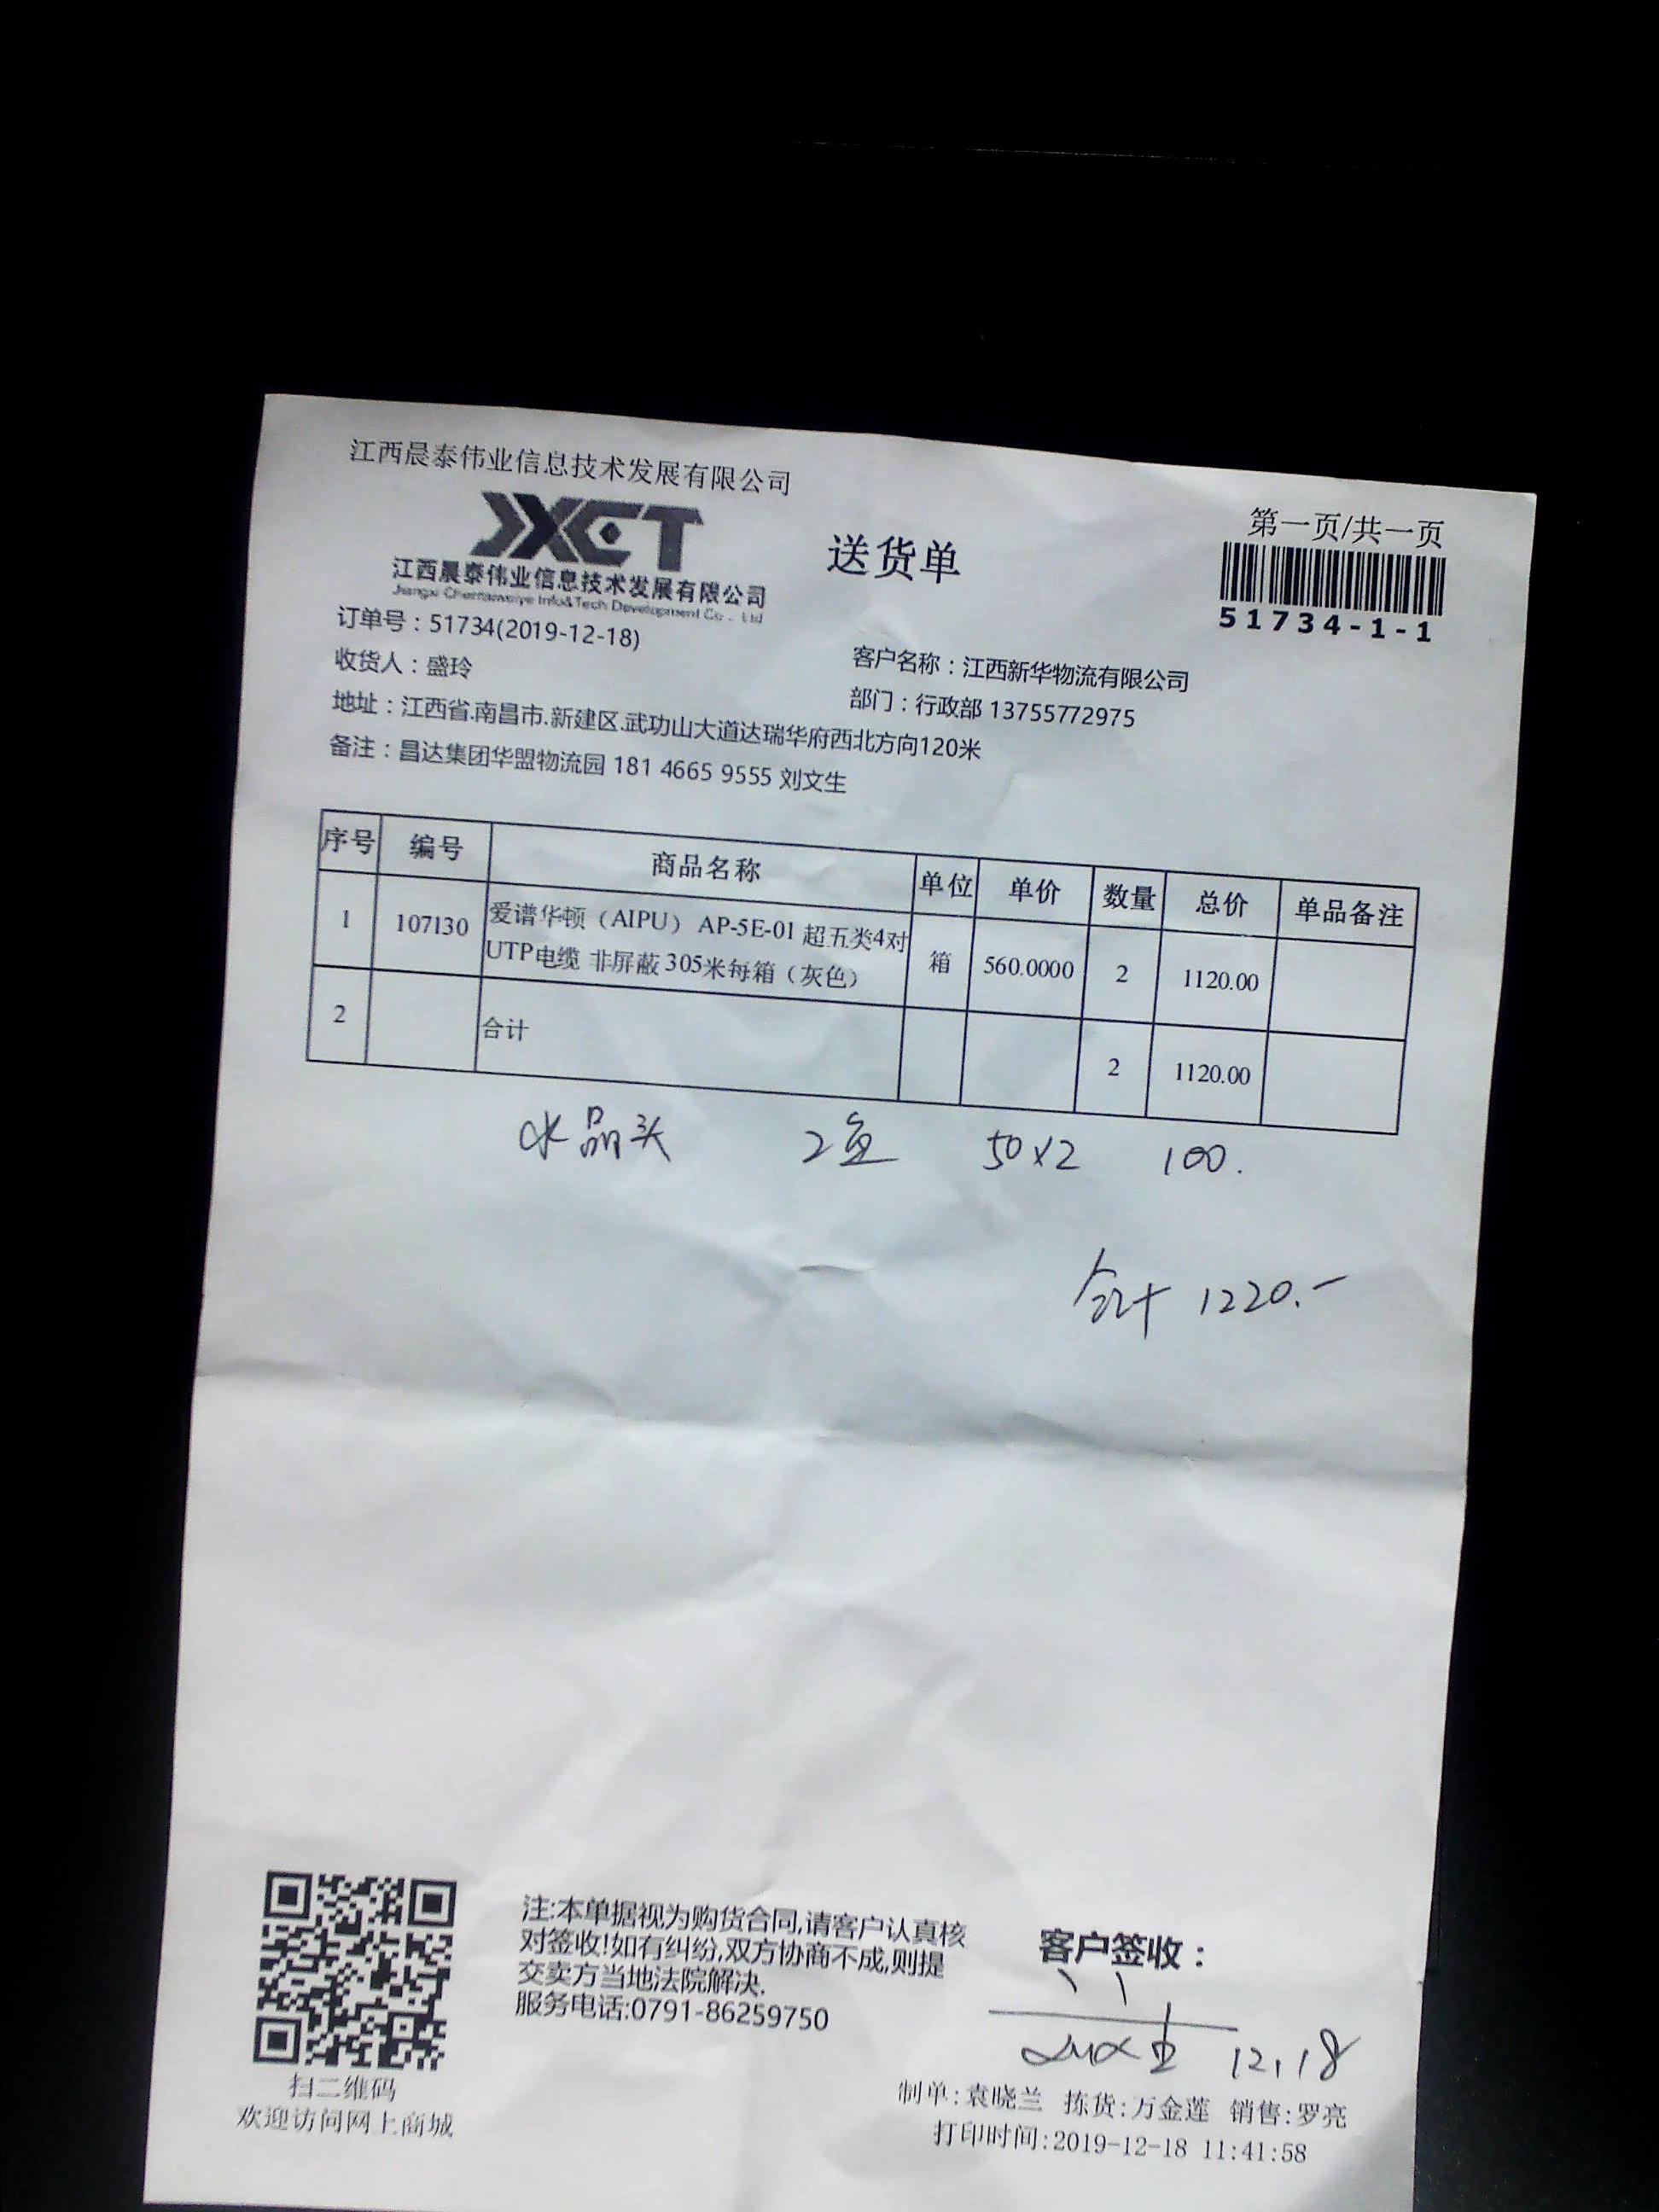 江西晨泰伟业信息技术发展有限公司
JXCT
江西晨泰伟业信息技术发展有限公司
Jiangxi Chentaiweiye Info&Tech Development Co.,Ltd
送货单
第一页/共一页
51734-1-1
订单号：51734(2019-12-18)
收货人：盛玲
客户名称：江西新华物流有限公司
部门：行政部 13755772975
地址：江西省.南昌市.新建区.武功山大道达瑞华府西北方向120米
备注：昌达集团华盟物流园 181 4665 9555 刘文生
序号 编号 商品名称 单位 单价 数量 总价 单品备注
1 107130 爱谱华顿（AIPU） AP-5E-01 超五类4对
UTP电缆 非屏蔽 305米每箱（灰色） 箱 560.0000 2 1120.00
2 合计 2 1120.00
水晶头 2盒 50×2 100.
合计 1220.-
注:本单据视为购货合同,请客户认真核
对签收!如有纠纷,双方协商不成,则提
交卖方当地法院解决.
服务电话:0791-86259750
客户签收：
12.18
扫二维码
欢迎访问网上商城
制单:袁晓兰 拣货:万金莲 销售:罗亮
打印时间:2019-12-18 11:41:58